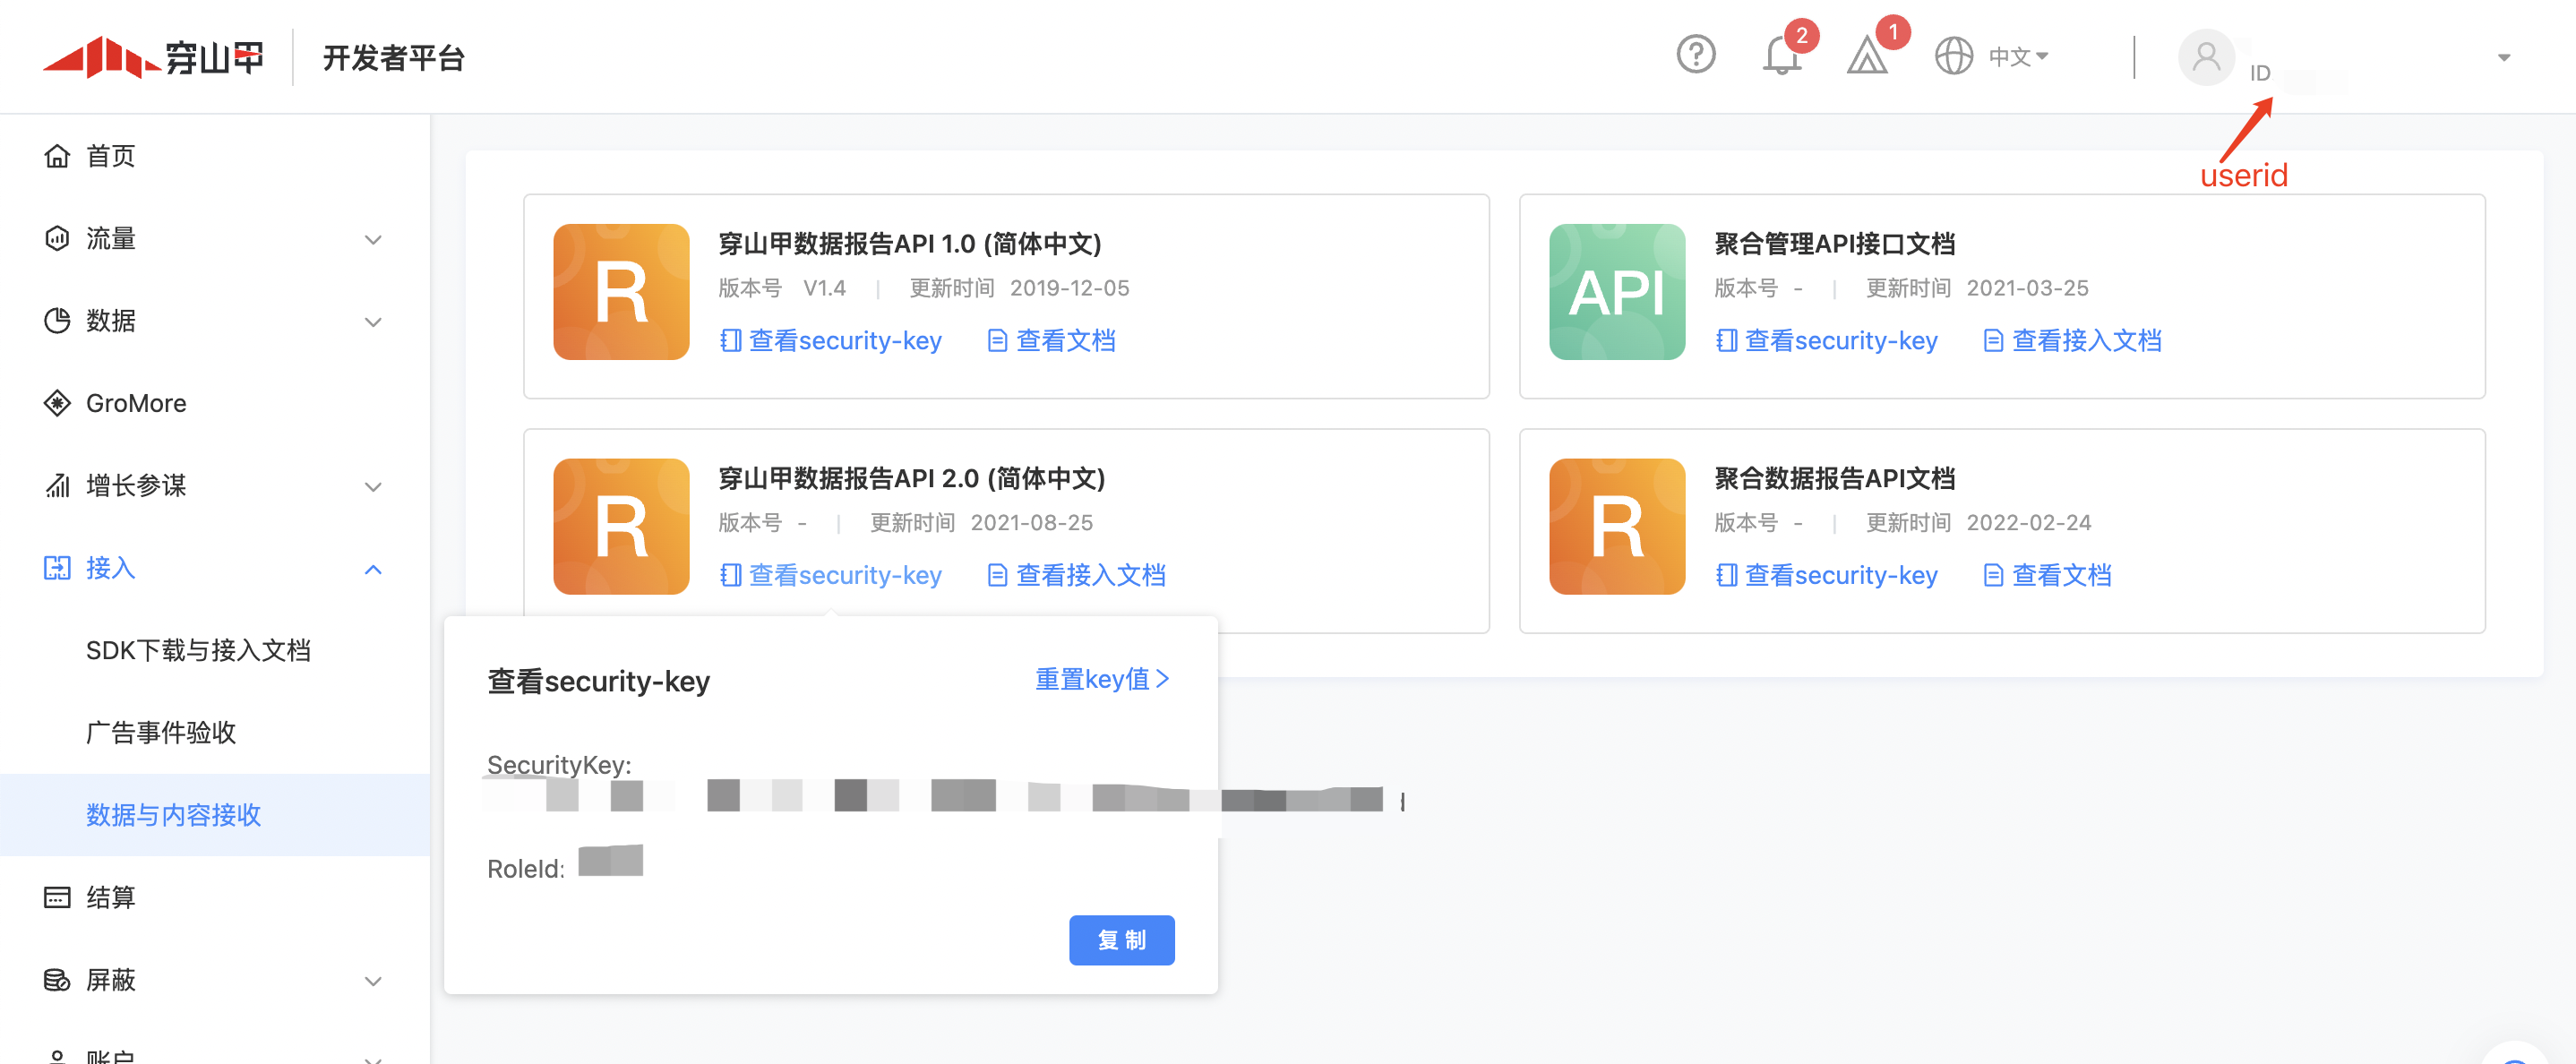 穿山甲 开发者平台
2
1
中文
ID
userid
首页
流量
数据
GroMore
增长参谋
接入
SDK下载与接入文档
广告事件验收
数据与内容接收
结算
屏蔽
账户
穿山甲数据报告API 1.0 (简体中文)
版本号 V1.4 | 更新时间 2019-12-05
查看security-key 查看文档
R
聚合管理API接口文档
版本号 - | 更新时间 2021-03-25
查看security-key 查看接入文档
API
穿山甲数据报告API 2.0 (简体中文)
版本号 - | 更新时间 2021-08-25
查看security-key 查看接入文档
R
聚合数据报告API文档
版本号 - | 更新时间 2022-02-24
查看security-key 查看文档
R
查看security-key 重置key值
SecurityKey:
RoleId:
复制